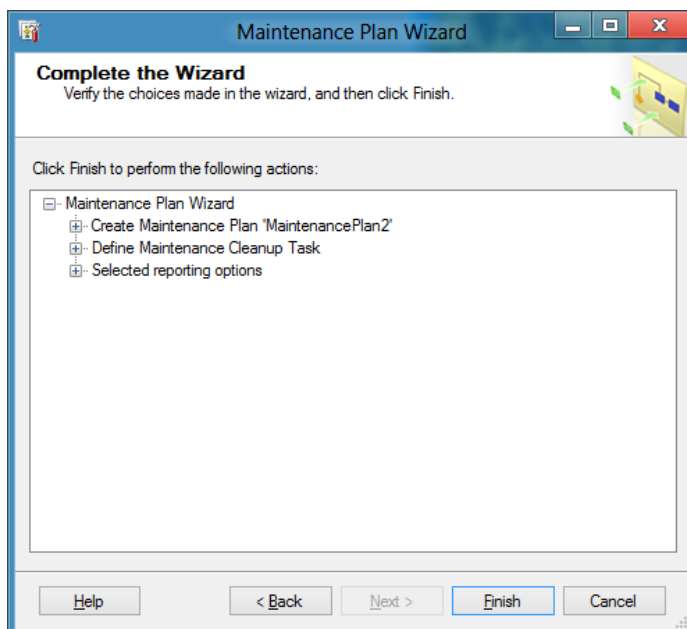 Maintenance Plan Wizard
Complete the Wizard
Verify the choices made in the wizard, and then click Finish.
Click Finish to perform the following actions:
Maintenance Plan Wizard
Create Maintenance Plan "MaintenancePlan2"
Define Maintenance Cleanup Task
Selected reporting options
Help
< Back
Next >
Finish
Cancel